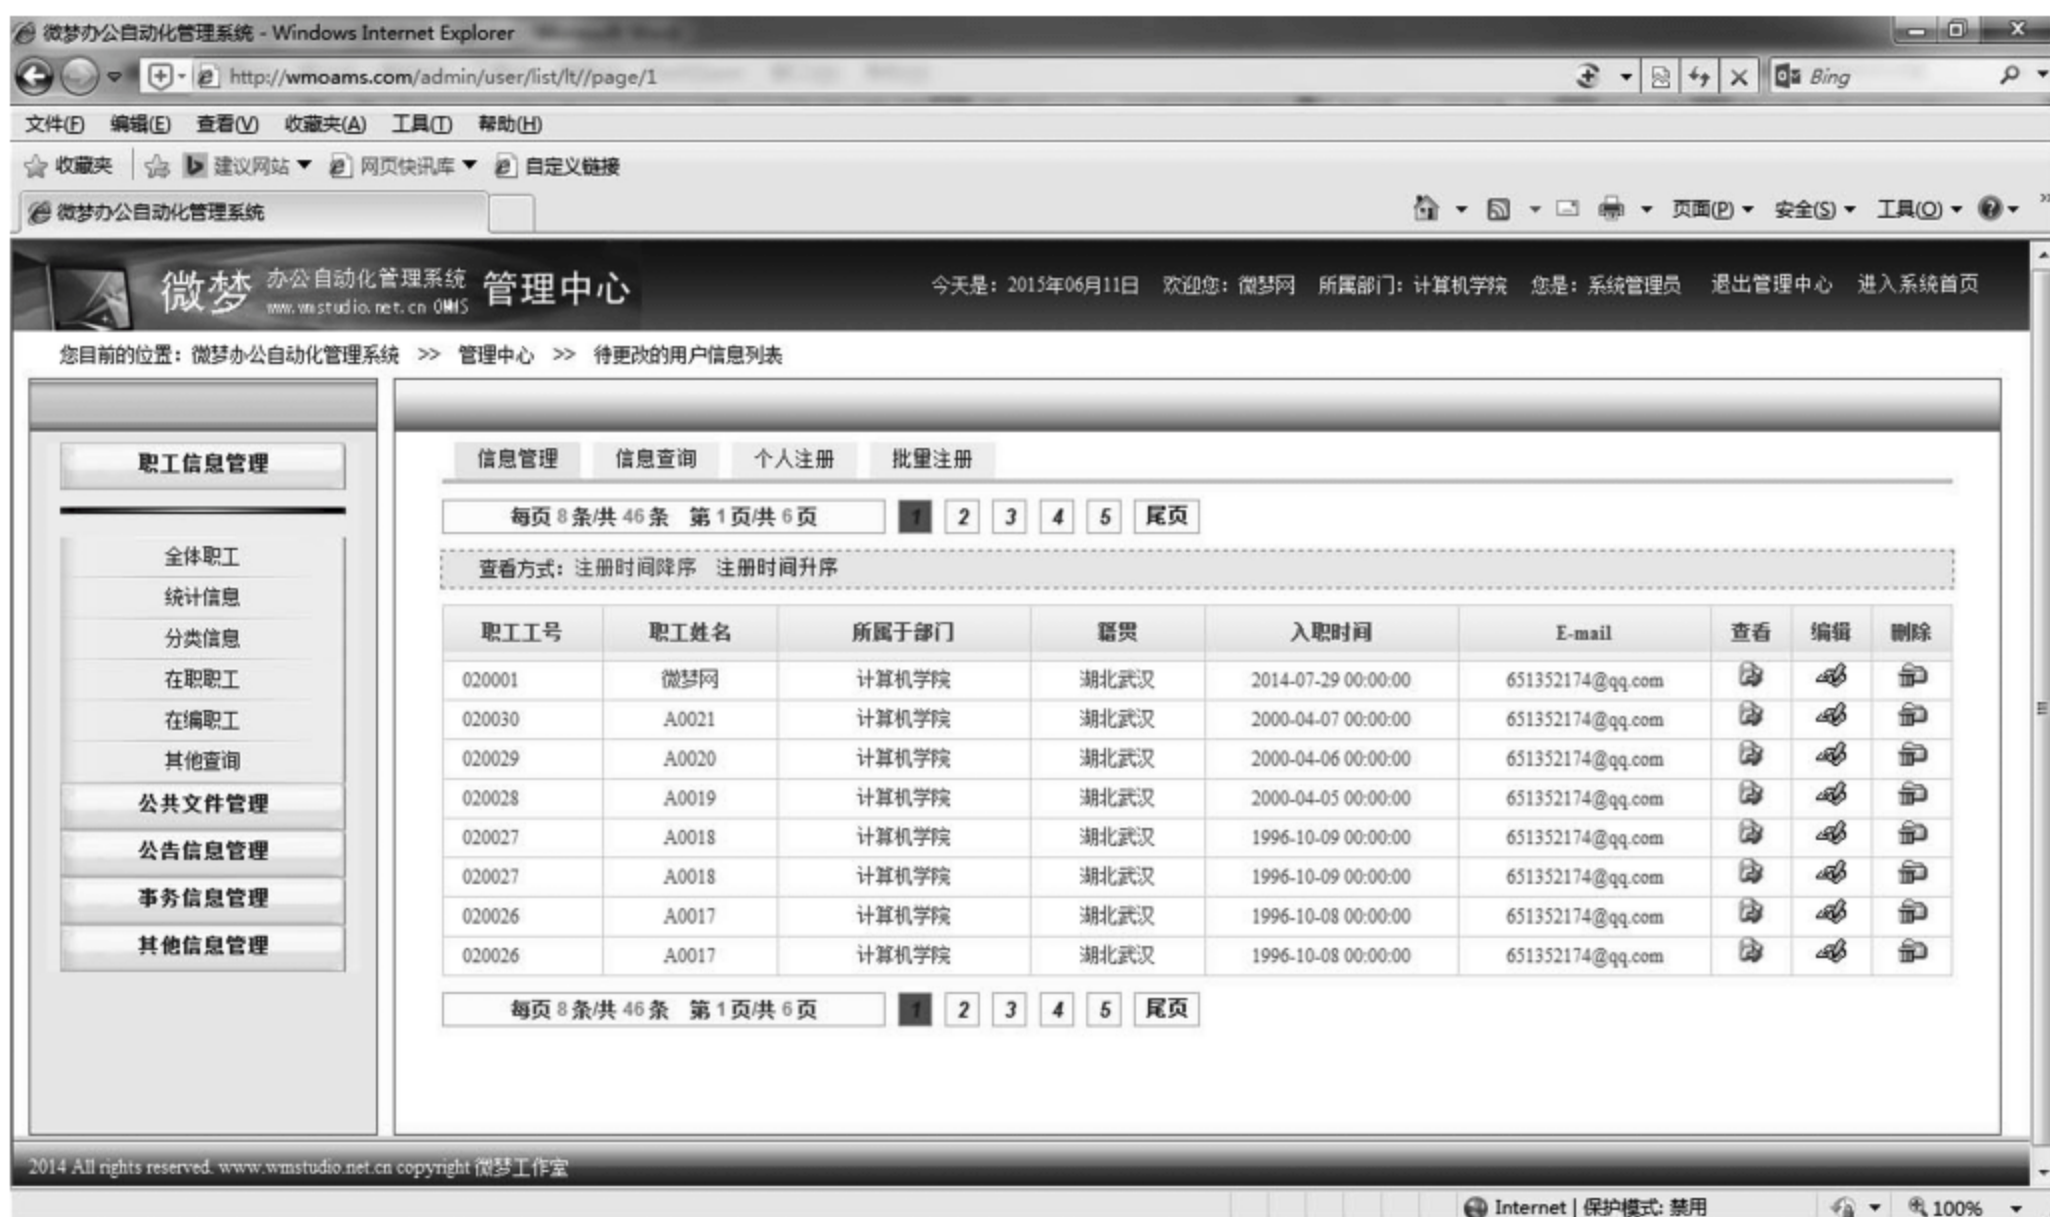 微梦办公自动化管理系统 - Windows Internet Explorer
http://wmoams.com/admin/user/list/lt//page/1 Bing
文件(F) 编辑(E) 查看(V) 收藏夹(A) 工具(T) 帮助(H)
收藏夹 建议网站 网页快讯库 自定义链接
微梦办公自动化管理系统 页面(P) 安全(S) 工具(O)
微梦 办公自动化管理系统 管理中心 今天是：2015年06月11日 欢迎您：微梦网 所属部门：计算机学院 您是：系统管理员 退出管理中心 进入系统首页
www.wmstudio.net.cn OMMS
您目前的位置：微梦办公自动化管理系统 >> 管理中心 >> 待更改的用户信息列表
职工信息管理
全体职工
统计信息
分类信息
在职职工
在编职工
其他查询
公共文件管理
公告信息管理
事务信息管理
其他信息管理
信息管理 信息查询 个人注册 批量注册
每页 8 条/共 46 条 第 1 页/共 6 页 1 2 3 4 5 尾页
查看方式：注册时间降序 注册时间升序
职工工号 职工姓名 所属于部门 籍贯 入职时间 E-mail 查看 编辑 删除
020001 微梦网 计算机学院 湖北武汉 2014-07-29 00:00:00 651352174@qq.com
020030 A0021 计算机学院 湖北武汉 2000-04-07 00:00:00 651352174@qq.com
020029 A0020 计算机学院 湖北武汉 2000-04-06 00:00:00 651352174@qq.com
020028 A0019 计算机学院 湖北武汉 2000-04-05 00:00:00 651352174@qq.com
020027 A0018 计算机学院 湖北武汉 1996-10-09 00:00:00 651352174@qq.com
020027 A0018 计算机学院 湖北武汉 1996-10-09 00:00:00 651352174@qq.com
020026 A0017 计算机学院 湖北武汉 1996-10-08 00:00:00 651352174@qq.com
020026 A0017 计算机学院 湖北武汉 1996-10-08 00:00:00 651352174@qq.com
每页 8 条/共 46 条 第 1 页/共 6 页 1 2 3 4 5 尾页
2014 All rights reserved. www.wmstudio.net.cn copyright 微梦工作室
Internet | 保护模式: 禁用 100%